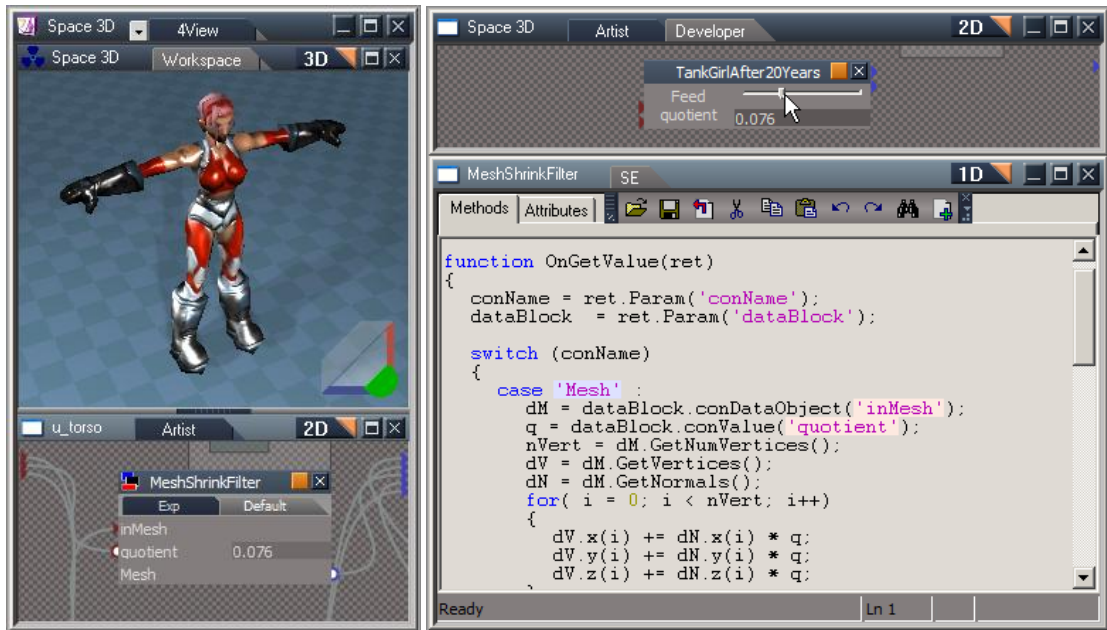 Space 3D 4View
Space 3D Workspace 3D
u_torso Artist 2D
MeshShrinkFilter
Exp Default
inMesh
quotient 0.076
Mesh
Space 3D Artist Developer 2D
TankGirlAfter20Years
Feed
quotient 0.076
MeshShrinkFilter SE 1D
Methods Attributes
function OnGetValue(ret)
{
conName = ret.Param('conName');
dataBlock = ret.Param('dataBlock');
switch (conName)
{
case 'Mesh' :
dM = dataBlock.conDataObject('inMesh');
q = dataBlock.conValue('quotient');
nVert = dM.GetNumVertices();
dV = dM.GetVertices();
dN = dM.GetNormals();
for( i = 0; i < nVert; i++)
{
dV.x(i) += dN.x(i) * q;
dV.y(i) += dN.y(i) * q;
dV.z(i) += dN.z(i) * q;
Ready Ln 1